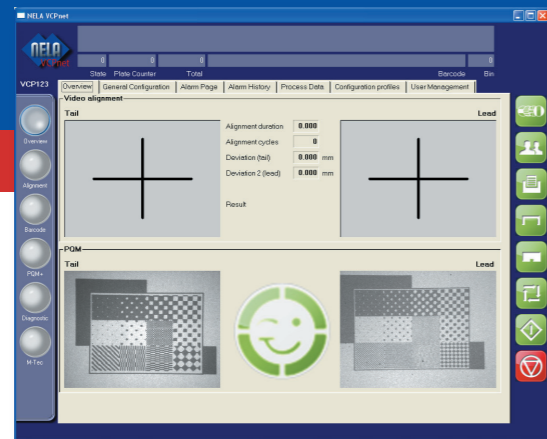 NELA VCPnet
NELA
VCPnet
0 0 0 0
State Plate Counter Total Barcode Bin
VCP123
Overview General Configuration Alarm Page Alarm History Process Data Configuration profiles User Management
Video alignment
Tail Lead
Alignment duration 0.000
Alignment cycles 0
Deviation (tail) 0.000 mm
Deviation 2 (lead) 0.000 mm
Result
Overview
Alignment
Barcode
PQM+
Diagnostic
M-Tec
PQM
Tail Lead